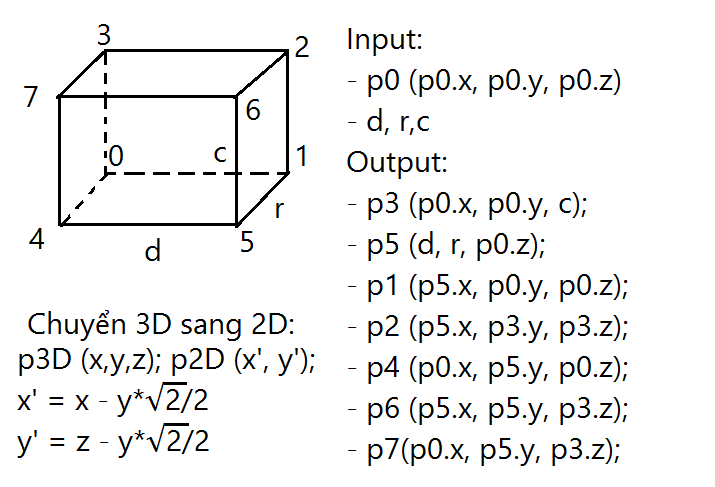 3
2
7
6
0
c
1
r
4
d
5
Chuyển 3D sang 2D:
p3D (x,y,z); p2D (x', y');
x' = x - y*√2/2
y' = z - y*√2/2
Input:
- p0 (p0.x, p0.y, p0.z)
- d, r,c
Output:
- p3 (p0.x, p0.y, c);
- p5 (d, r, p0.z);
- p1 (p5.x, p0.y, p0.z);
- p2 (p5.x, p3.y, p3.z);
- p4 (p0.x, p5.y, p0.z);
- p6 (p5.x, p5.y, p3.z);
- p7(p0.x, p5.y, p3.z);